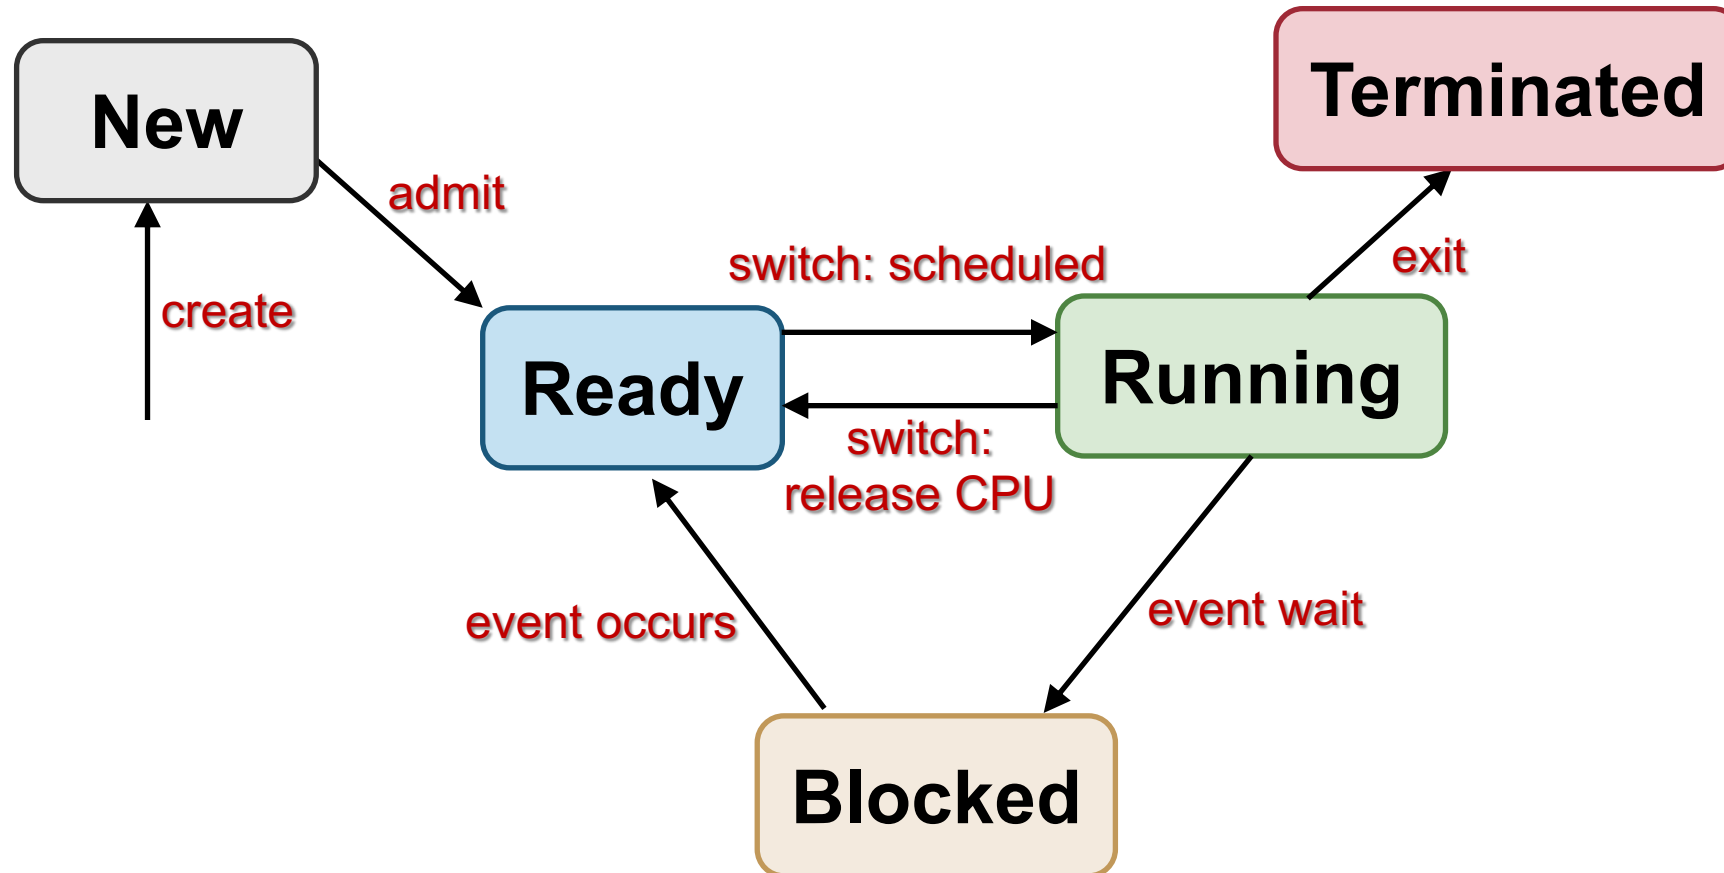 New
Terminated
admit
switch: scheduled
exit
create
Ready
Running
switch:
release CPU
event occurs
event wait
Blocked